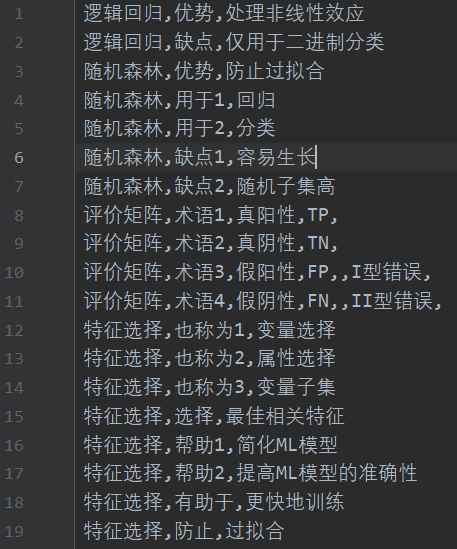 1 逻辑回归,优势,处理非线性效应
2 逻辑回归,缺点,仅用于二进制分类
3 随机森林,优势,防止过拟合
4 随机森林,用于1,回归
5 随机森林,用于2,分类
6 随机森林,缺点1,容易生长
7 随机森林,缺点2,随机子集高
8 评价矩阵,术语1,真阳性,TP,
9 评价矩阵,术语2,真阴性,TN,
10 评价矩阵,术语3,假阳性,FP,,I型错误,
11 评价矩阵,术语4,假阴性,FN,,II型错误,
12 特征选择,也称为1,变量选择
13 特征选择,也称为2,属性选择
14 特征选择,也称为3,变量子集
15 特征选择,选择,最佳相关特征
16 特征选择,帮助1,简化ML模型
17 特征选择,帮助2,提高ML模型的准确性
18 特征选择,有助于,更快地训练
19 特征选择,防止,过拟合